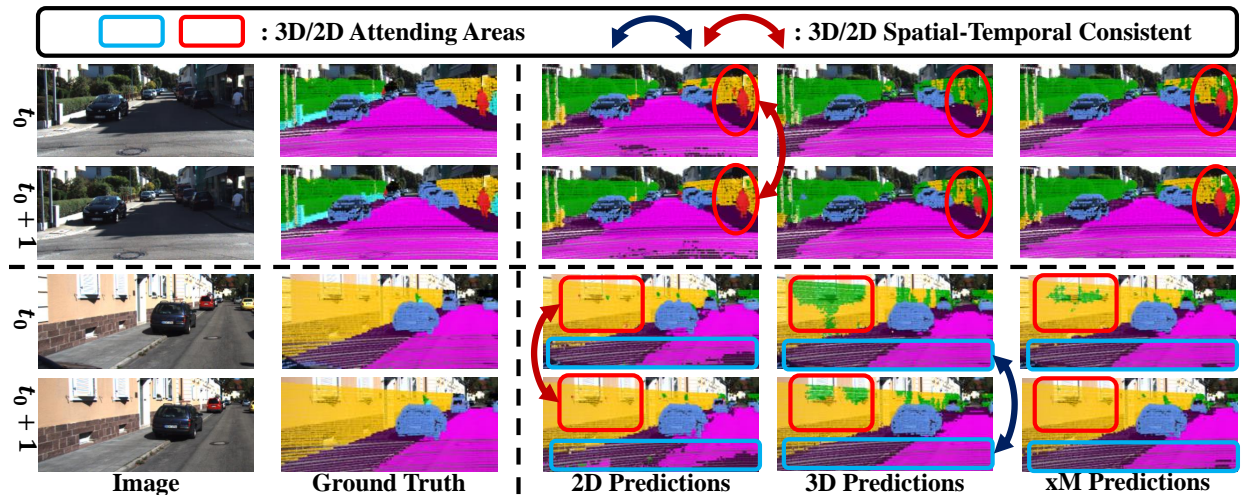 : 3D/2D Attending Areas : 3D/2D Spatial-Temporal Consistent
t0
t0 + 1
t0
t0 + 1
Image Ground Truth 2D Predictions 3D Predictions xM Predictions